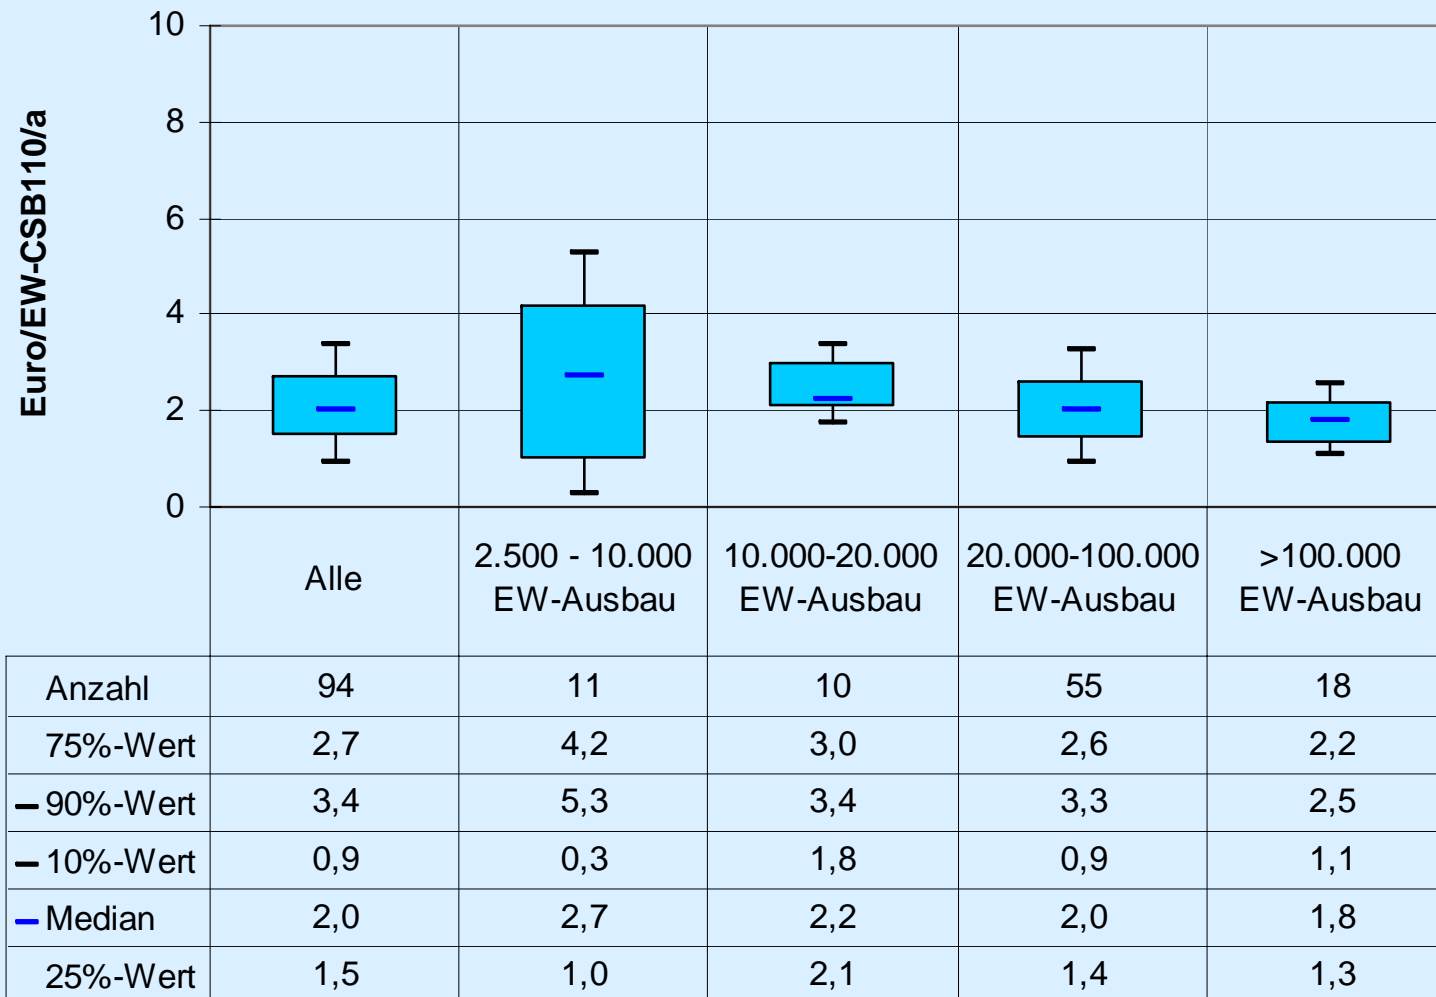 10
8
6
4
2
0
Euro/EW-CSB110/a
Alle
2.500 - 10.000
EW-Ausbau
10.000-20.000
EW-Ausbau
20.000-100.000
EW-Ausbau
>100.000
EW-Ausbau
Anzahl 94 11 10 55 18
75%-Wert 2,7 4,2 3,0 2,6 2,2
90%-Wert 3,4 5,3 3,4 3,3 2,5
10%-Wert 0,9 0,3 1,8 0,9 1,1
Median 2,0 2,7 2,2 2,0 1,8
25%-Wert 1,5 1,0 2,1 1,4 1,3